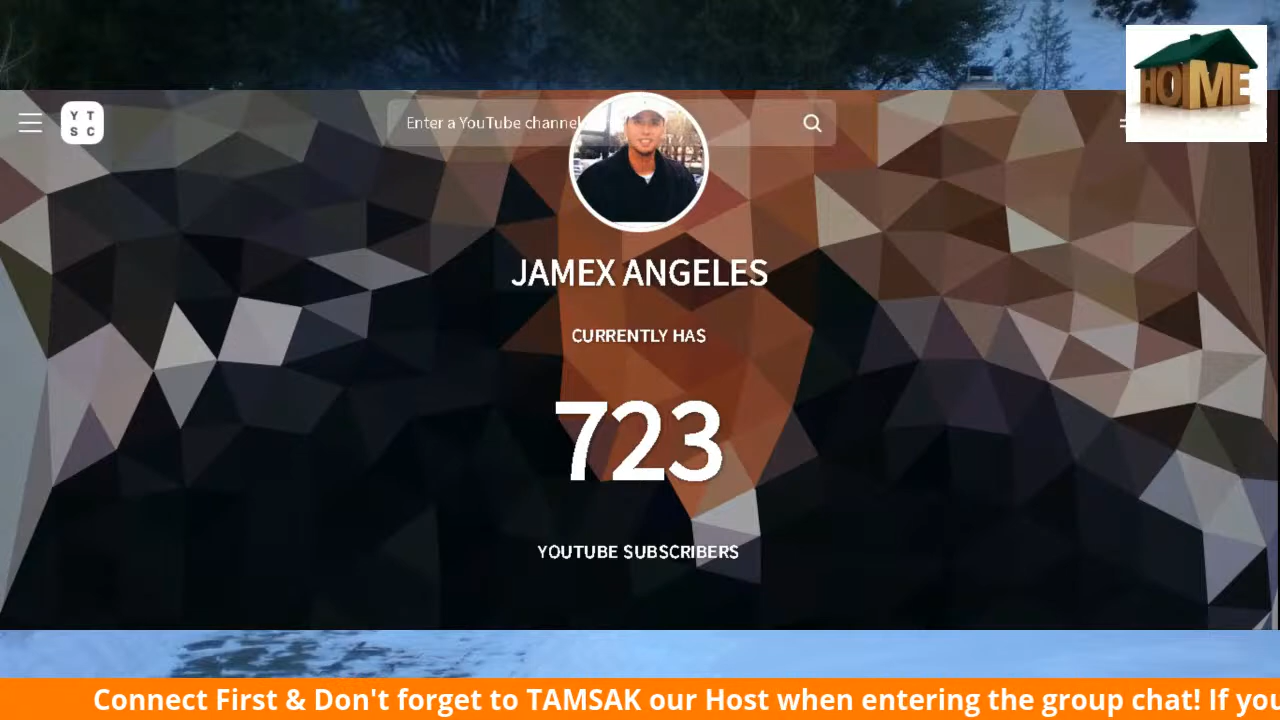 HOME
Y T
S C
Enter a YouTube channel
JAMEX ANGELES
CURRENTLY HAS
723
YOUTUBE SUBSCRIBERS
Connect First & Don't forget to TAMSAK our Host when entering the group chat! If you